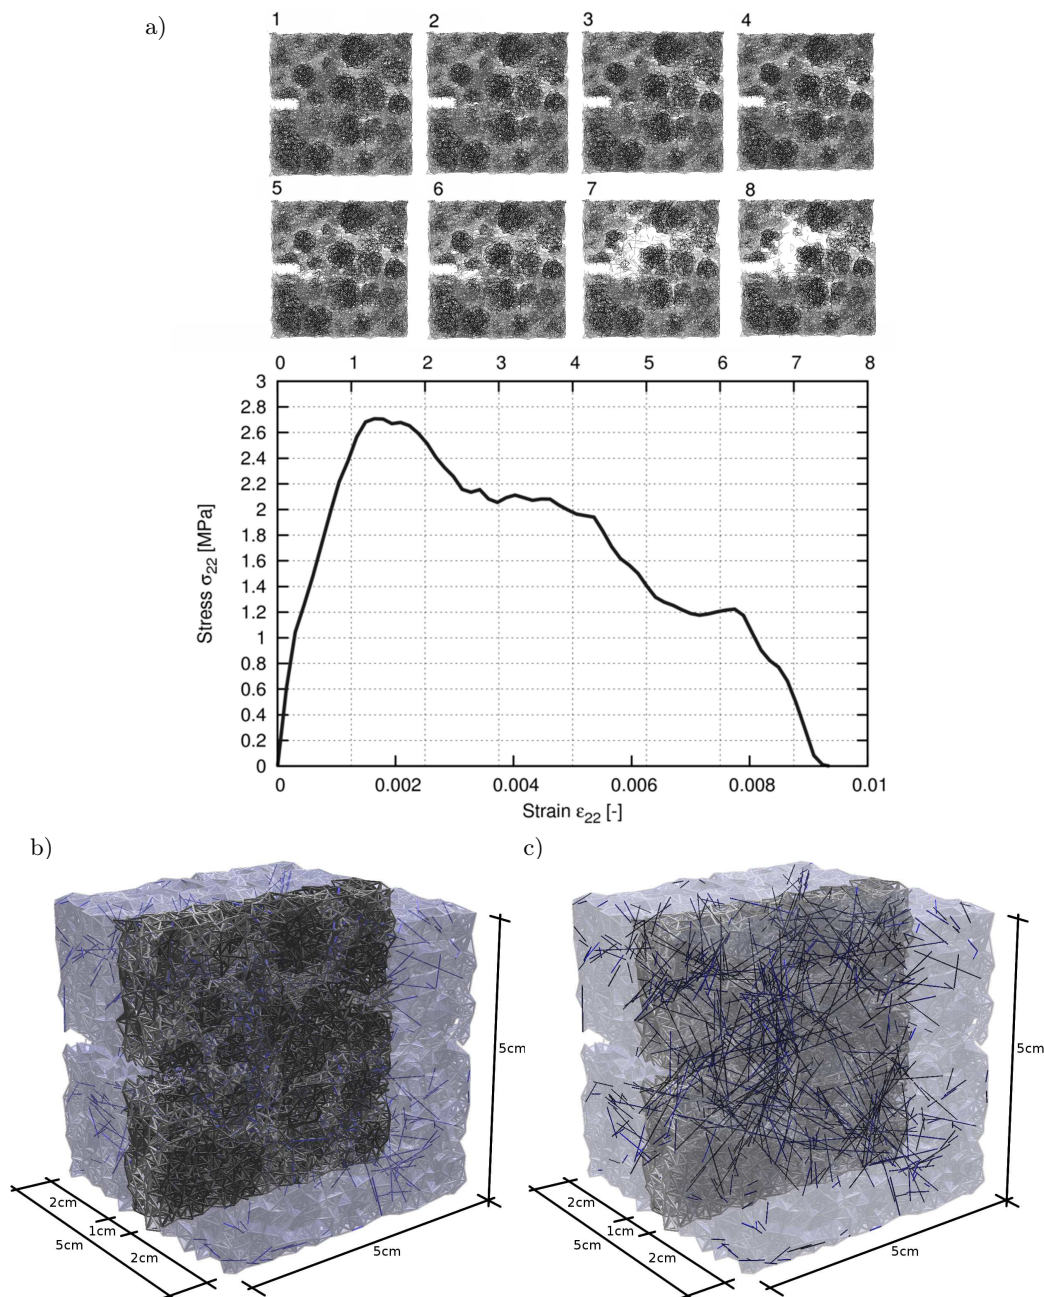 a)
1 2 3 4
5 6 7 8
0 1 2 3 4 5 6 7 8
3
2.8
2.6
2.4
2.2
2
1.8
1.6
1.4
1.2
1
0.8
0.6
0.4
0.2
0
Stress σ22 [MPa]
0 0.002 0.004 0.006 0.008 0.01
Strain ε22 [-]
b)
5cm
2cm
1cm
5cm
2cm
5cm
c)
5cm
2cm
1cm
5cm
2cm
5cm